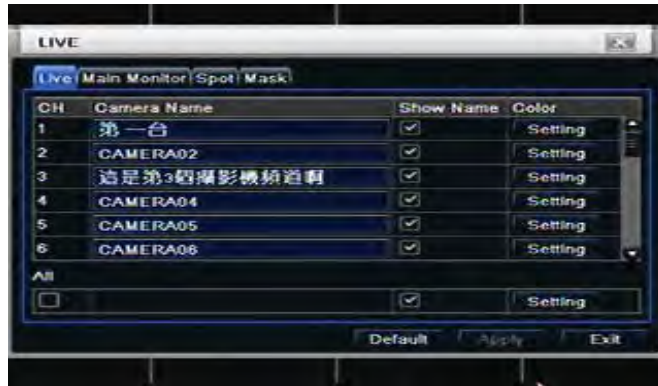 LIVE
Live Main Monitor Spot Mask
CH Camera Name Show Name Color
1 第一台 Setting
2 CAMERA02 Setting
3 這是第3個攝影機頻道啊 Setting
4 CAMERA04 Setting
5 CAMERA05 Setting
6 CAMERA06 Setting
All
Setting
Default Apply Exit